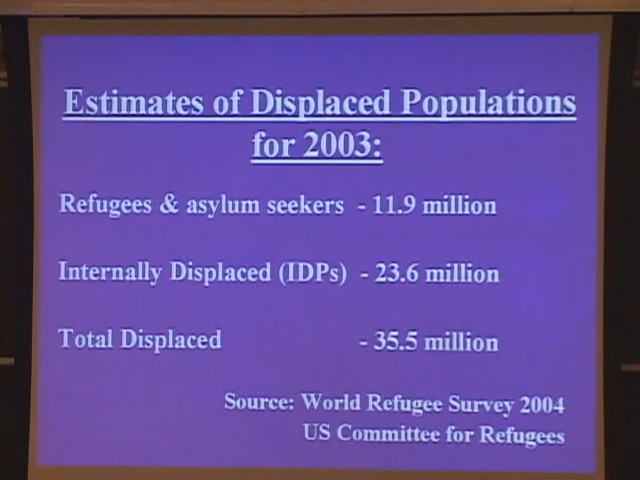 Estimates of Displaced Populations
for 2003:
Refugees & asylum seekers - 11.9 million
Internally Displaced (IDPs) - 23.6 million
Total Displaced - 35.5 million
Source: World Refugee Survey 2004
US Committee for Refugees